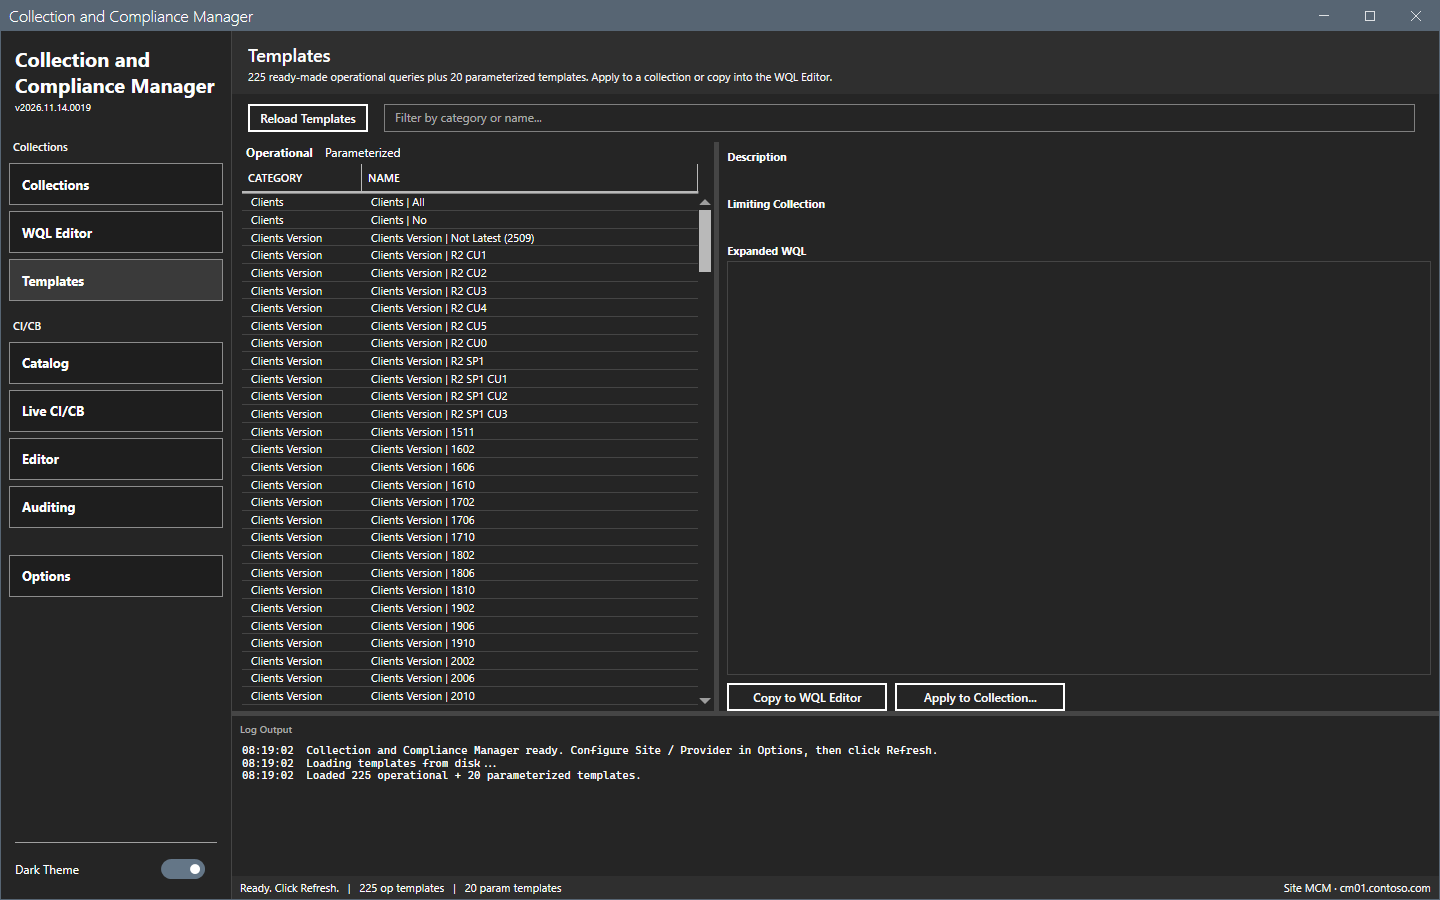 Collection and Compliance Manager
Collection and
Compliance Manager
v2026.11.14.0019
Collections
Collections
WQL Editor
Templates
CI/CB
Catalog
Live CI/CB
Editor
Auditing
Options
Dark Theme
Templates
225 ready-made operational queries plus 20 parameterized templates. Apply to a collection or copy into the WQL Editor.
Reload Templates
Filter by category or name...
Operational Parameterized
CATEGORY NAME
Clients Clients | All
Clients Clients | No
Clients Version Clients Version | Not Latest (2509)
Clients Version Clients Version | R2 CU1
Clients Version Clients Version | R2 CU2
Clients Version Clients Version | R2 CU3
Clients Version Clients Version | R2 CU4
Clients Version Clients Version | R2 CU5
Clients Version Clients Version | R2 CU0
Clients Version Clients Version | R2 SP1
Clients Version Clients Version | R2 SP1 CU1
Clients Version Clients Version | R2 SP1 CU2
Clients Version Clients Version | R2 SP1 CU3
Clients Version Clients Version | 1511
Clients Version Clients Version | 1602
Clients Version Clients Version | 1606
Clients Version Clients Version | 1610
Clients Version Clients Version | 1702
Clients Version Clients Version | 1706
Clients Version Clients Version | 1710
Clients Version Clients Version | 1802
Clients Version Clients Version | 1806
Clients Version Clients Version | 1810
Clients Version Clients Version | 1902
Clients Version Clients Version | 1906
Clients Version Clients Version | 1910
Clients Version Clients Version | 2002
Clients Version Clients Version | 2006
Clients Version Clients Version | 2010
Description
Limiting Collection
Expanded WQL
Copy to WQL Editor
Apply to Collection...
Log Output
08:19:02 Collection and Compliance Manager ready. Configure Site / Provider in Options, then click Refresh.
08:19:02 Loading templates from disk...
08:19:02 Loaded 225 operational + 20 parameterized templates.
Ready. Click Refresh. | 225 op templates | 20 param templates
Site MCM · cm01.contoso.com